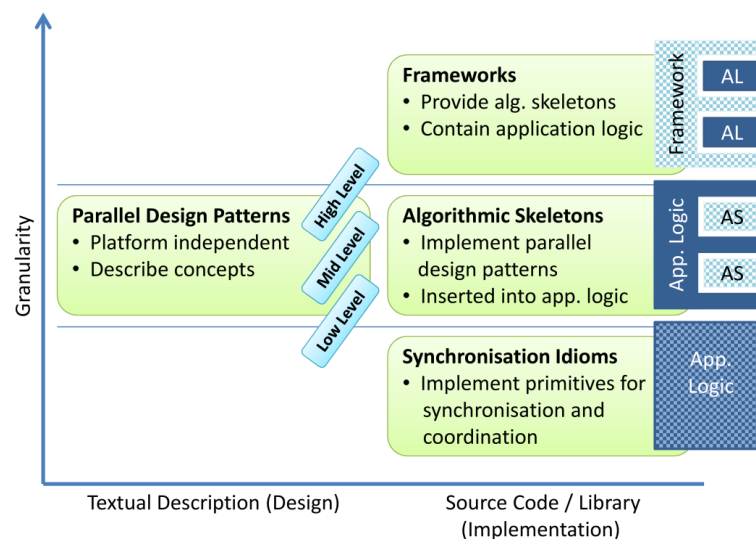 Frameworks
• Provide alg. skeletons
• Contain application logic
Framework
AL
AL
Granularity
Parallel Design Patterns
• Platform independent
• Describe concepts
High Level
Mid Level
Low Level
Algorithmic Skeletons
• Implement parallel
design patterns
• Inserted into app. logic
App. Logic
AS
AS
Synchronisation Idioms
• Implement primitives for
synchronisation and
coordination
App.
Logic
Textual Description (Design)
Source Code / Library
(Implementation)